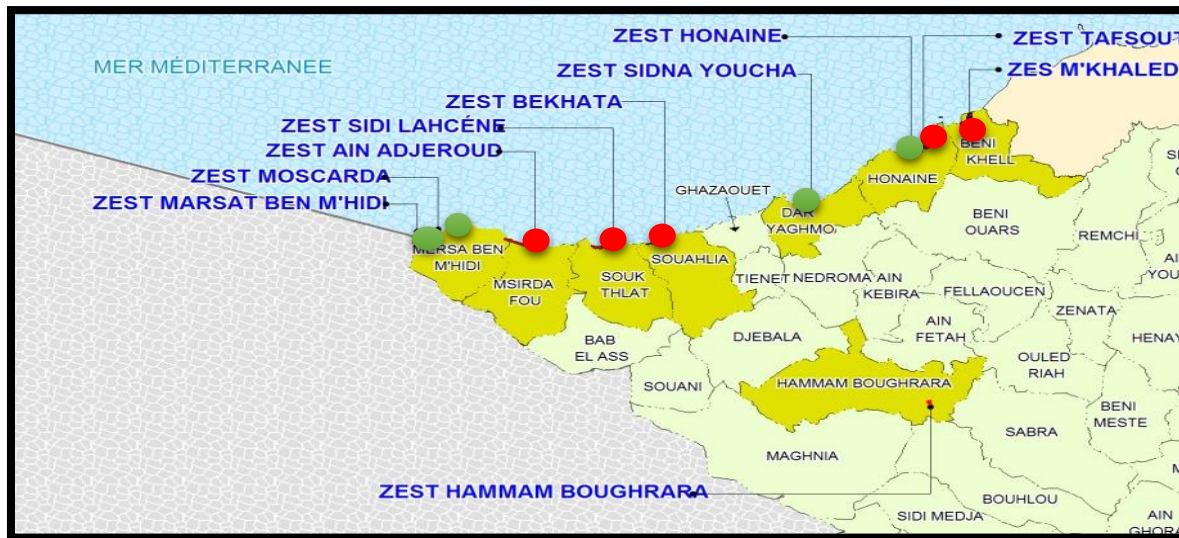 ZEST HONAINE
ZEST TAFSOUT
MER MÉDITERRANEE
ZEST SIDNA YOUCHA
ZES M'KHALED
ZEST BEKHATA
ZEST SIDI LAHCÉNE
ZEST AIN ADJEROUD
ZEST MOSCARDA
ZEST MARSAT BEN M'HIDI
BENI
KHELL
HONAINE
GHAZAOUET
DAR
YAGHMO
BENI
OUARS
REMCHI
MERSA BEN
M'HIDI
MSIRDA
FOU
SOUK
THLAT
SOUAHLIA
TIENET
NEDROMA
AIN
KEBIRA
FELLAOUCEN
ZENATA
HENAY
BAB
EL ASS
DJEBALA
AIN
FETAH
OULED
RIAH
SOUANI
HAMMAM BOUGHRARA
BENI
MESTE
SABRA
MAGHNIA
ZEST HAMMAM BOUGHRARA
BOUHLOU
SIDI MEDJA
AIN
GHORA